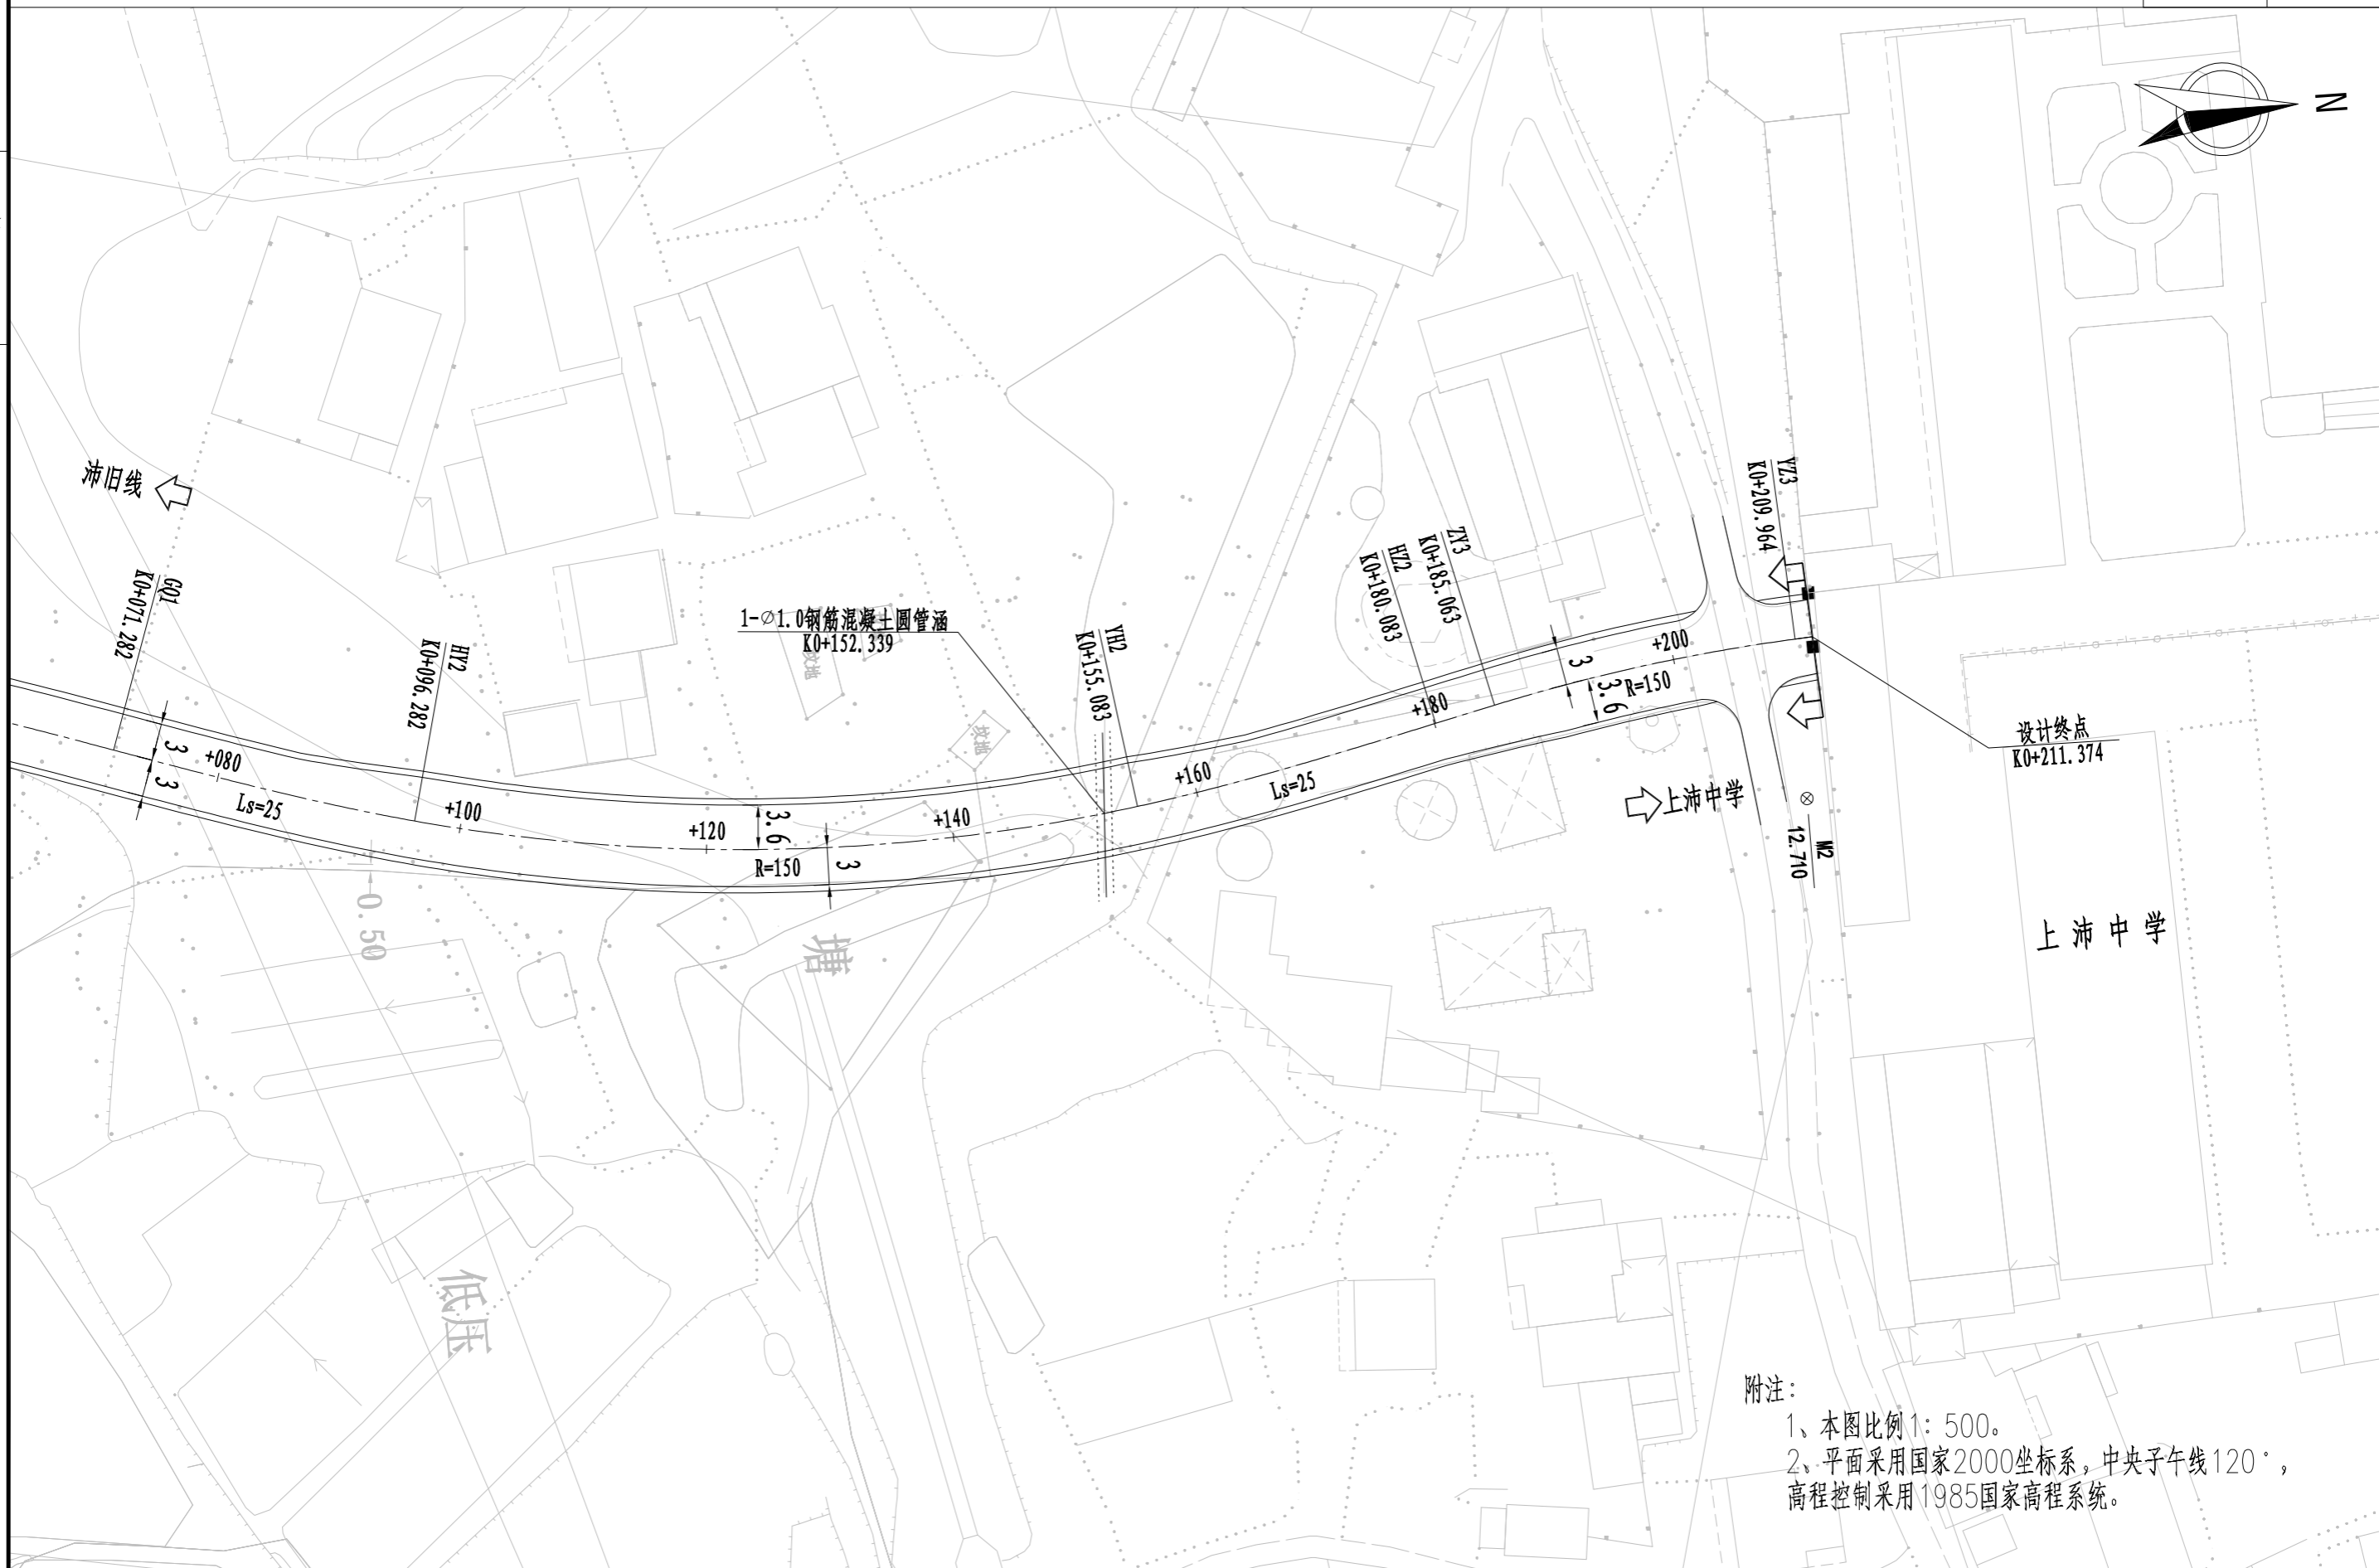 N
沛旧线
GQ1
K0+071.282
HY2
K0+096.282
1-∅1.0钢筋混凝土圆管涵
K0+152.339
YH2
K0+155.083
HZ2
K0+180.083
ZY3
K0+185.063
YZ3
K0+209.964
坟地
坟地
3
3
+080
Ls=25
+100
+120
3.6
R=150
3
+140
+160
Ls=25
+180
3
3.6
R=150
+200
设计终点
K0+211.374
上沛中学
M2
12.710
上沛中学
0.50
塘
低压
附注：
1、本图比例1：500。
2、平面采用国家2000坐标系，中央子午线120°，
高程控制采用1985国家高程系统。